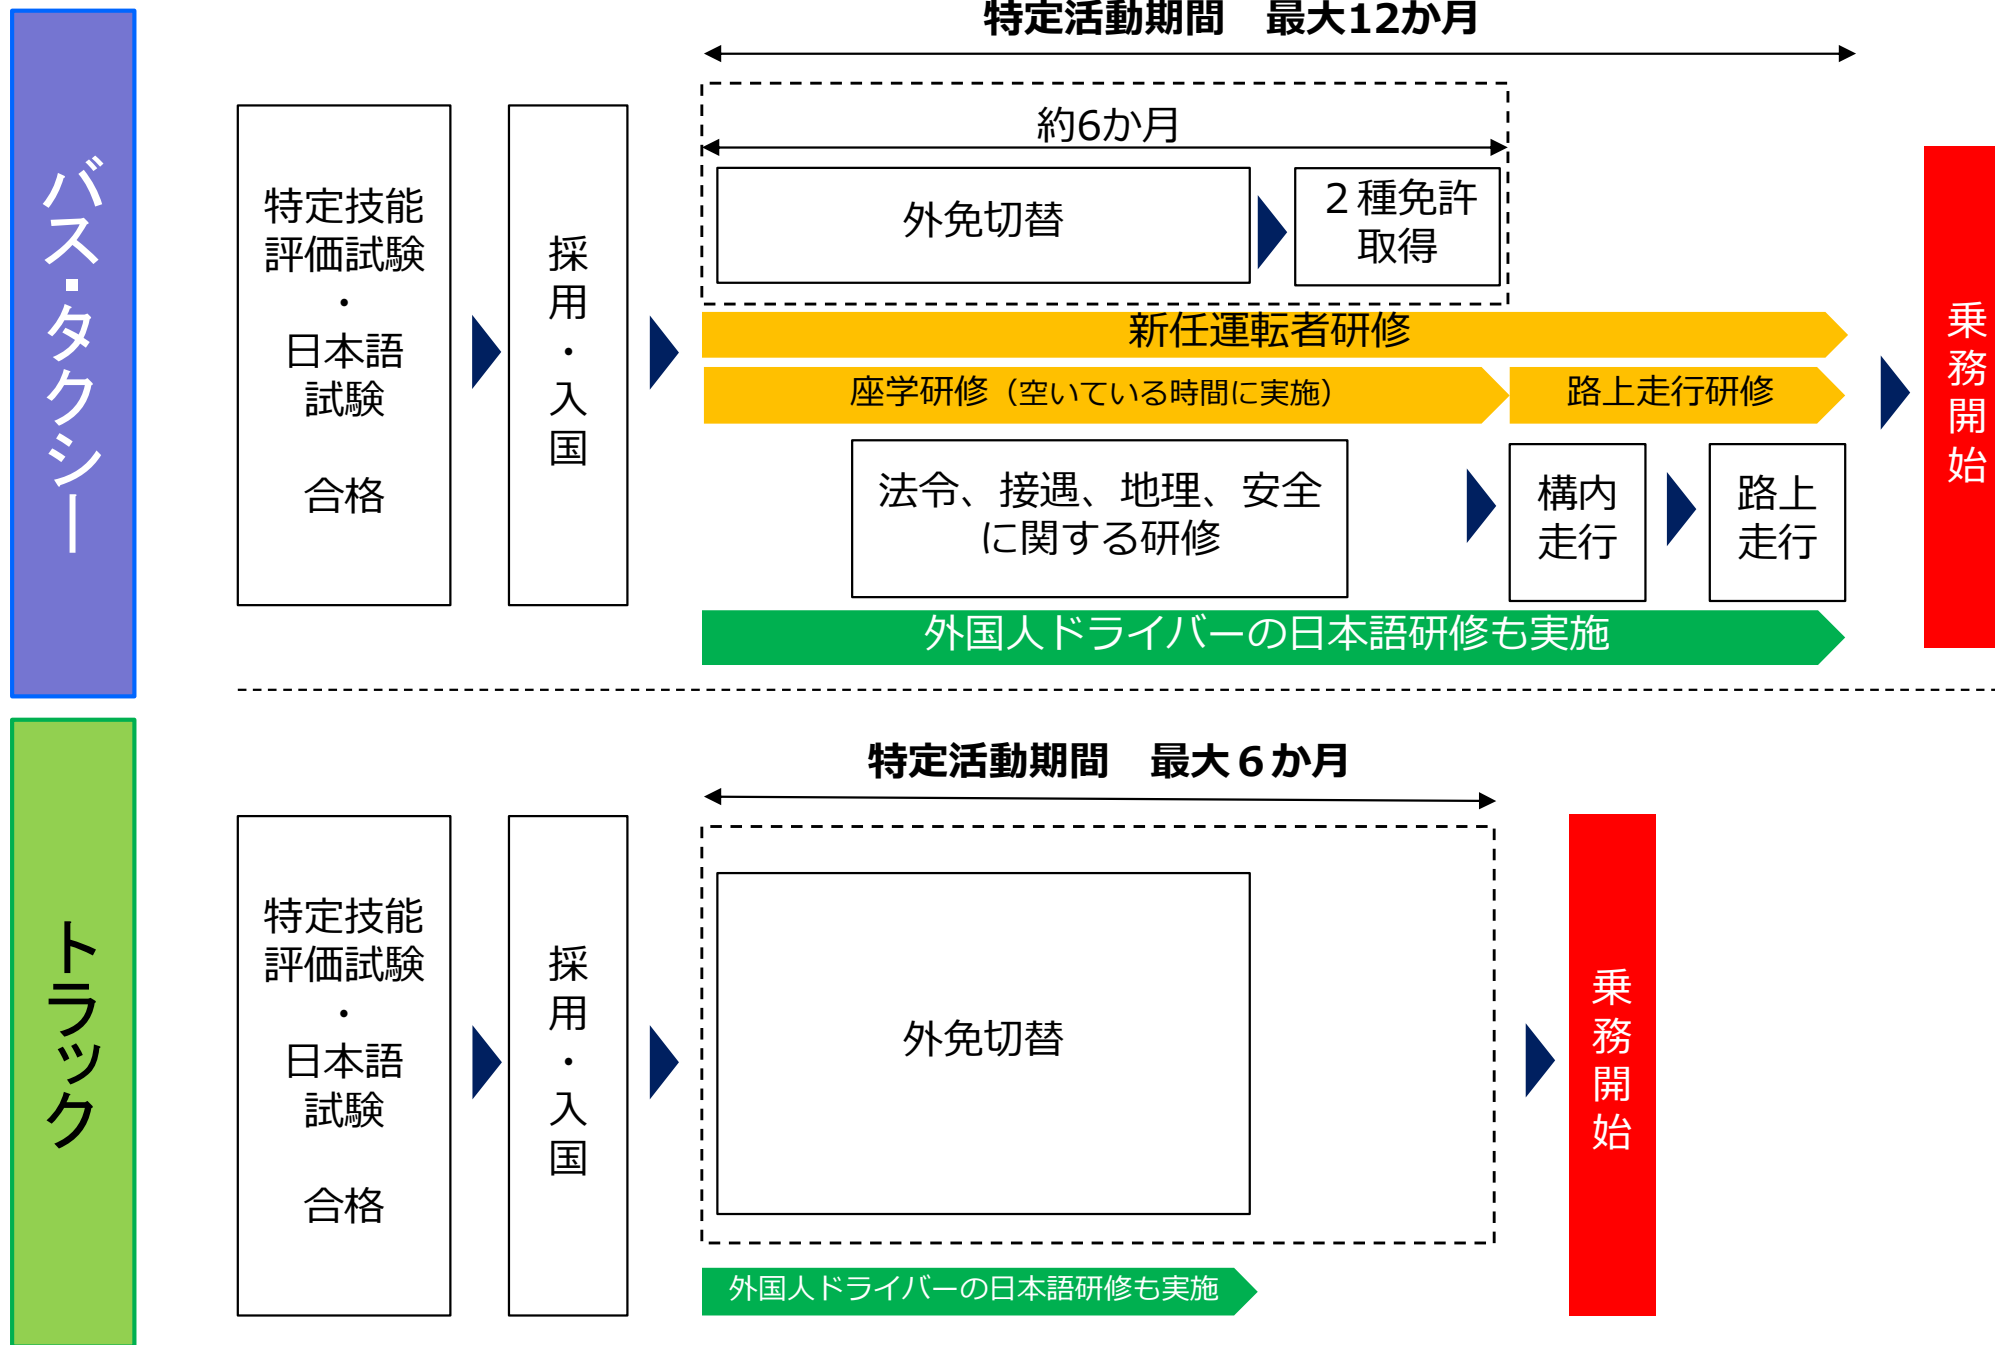 バス・タクシー
特定活動期間　最大12か月
特定技能
評価試験
・
日本語
試験
合格
採用・入国
約6か月
外免切替
２種免許
取得
新任運転者研修
座学研修（空いている時間に実施）
路上走行研修
法令、接遇、地理、安全
に関する研修
構内
走行
路上
走行
外国人ドライバーの日本語研修も実施
乗務開始
トラック
特定活動期間　最大６か月
特定技能
評価試験
・
日本語
試験
合格
採用・入国
外免切替
外国人ドライバーの日本語研修も実施
乗務開始